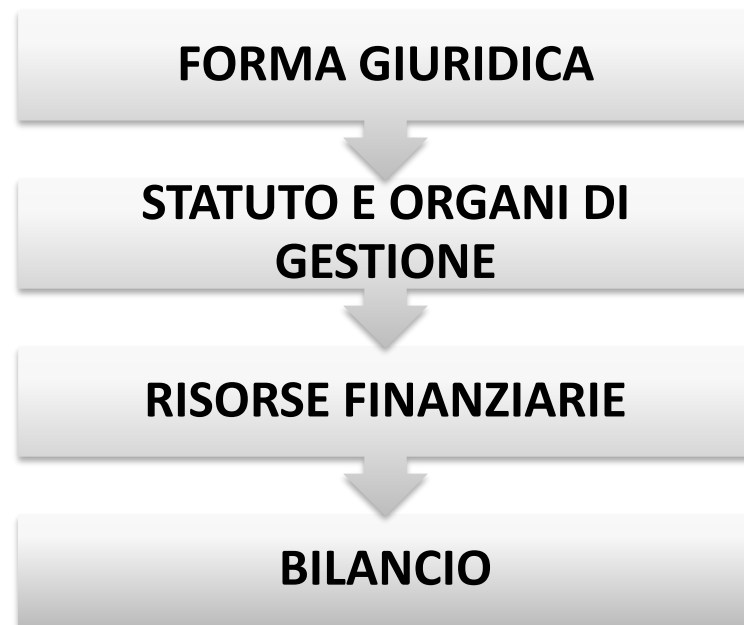 FORMA GIURIDICA
STATUTO E ORGANI DI
GESTIONE
RISORSE FINANZIARIE
BILANCIO